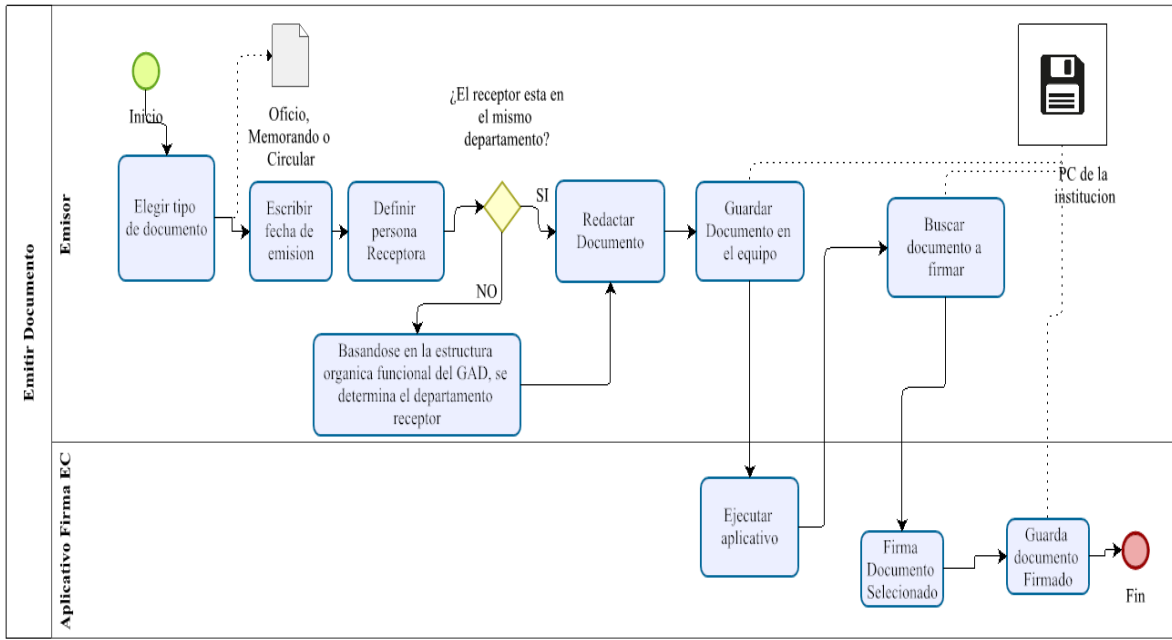 Emitir Documento
Emisor
Inicio
Oficio,
Memorando o
Circular
¿El receptor esta en
el mismo
departamento?
PC de la
institucion
Elegir tipo
de documento
Escribir
fecha de
emision
Definir
persona
Receptora
SI
NO
Redactar
Documento
Guardar
Documento en
el equipo
Buscar
documento a
firmar
Basandose en la estructura
organica funcional del GAD, se
determina el departamento
receptor
Aplicativo Firma EC
Ejecutar
aplicativo
Firma
Documento
Selecionado
Guarda
documento
Firmado
Fin